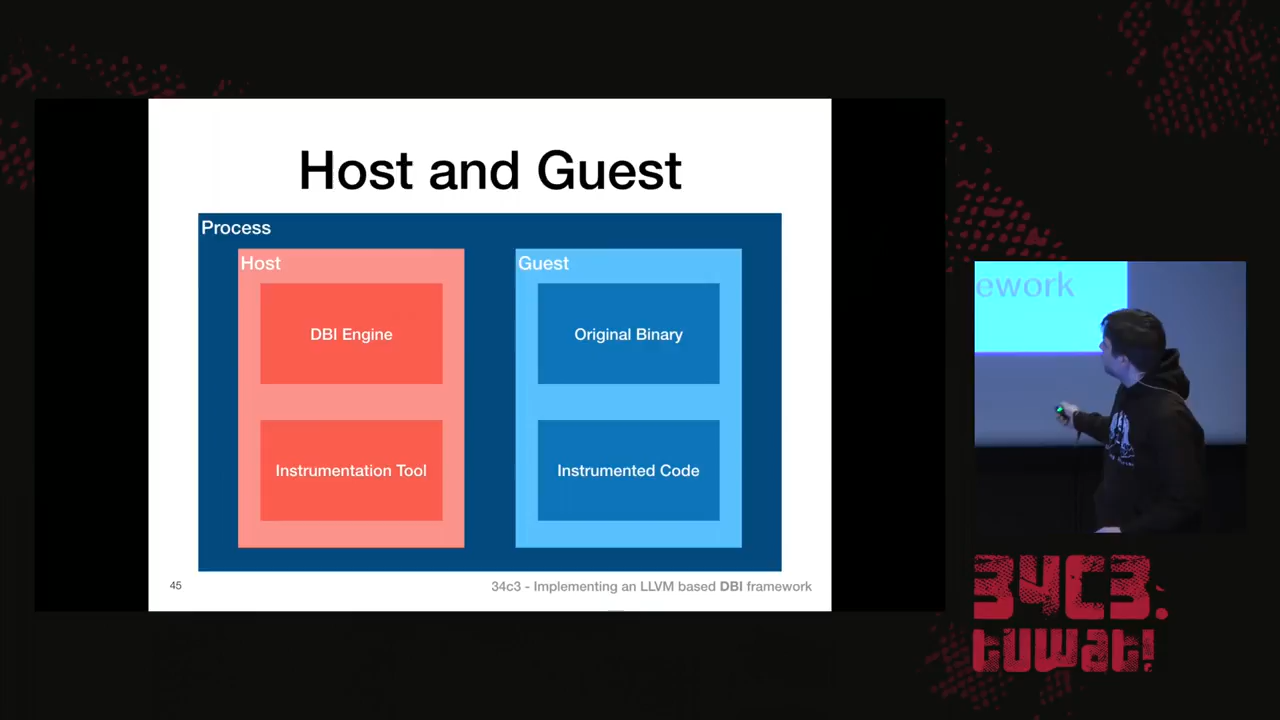 Host and Guest
Process
Host
Guest
DBI Engine
Original Binary
Instrumentation Tool
Instrumented Code
45
34c3 - Implementing an LLVM based DBI framework
ework
34C3.
tuwat!